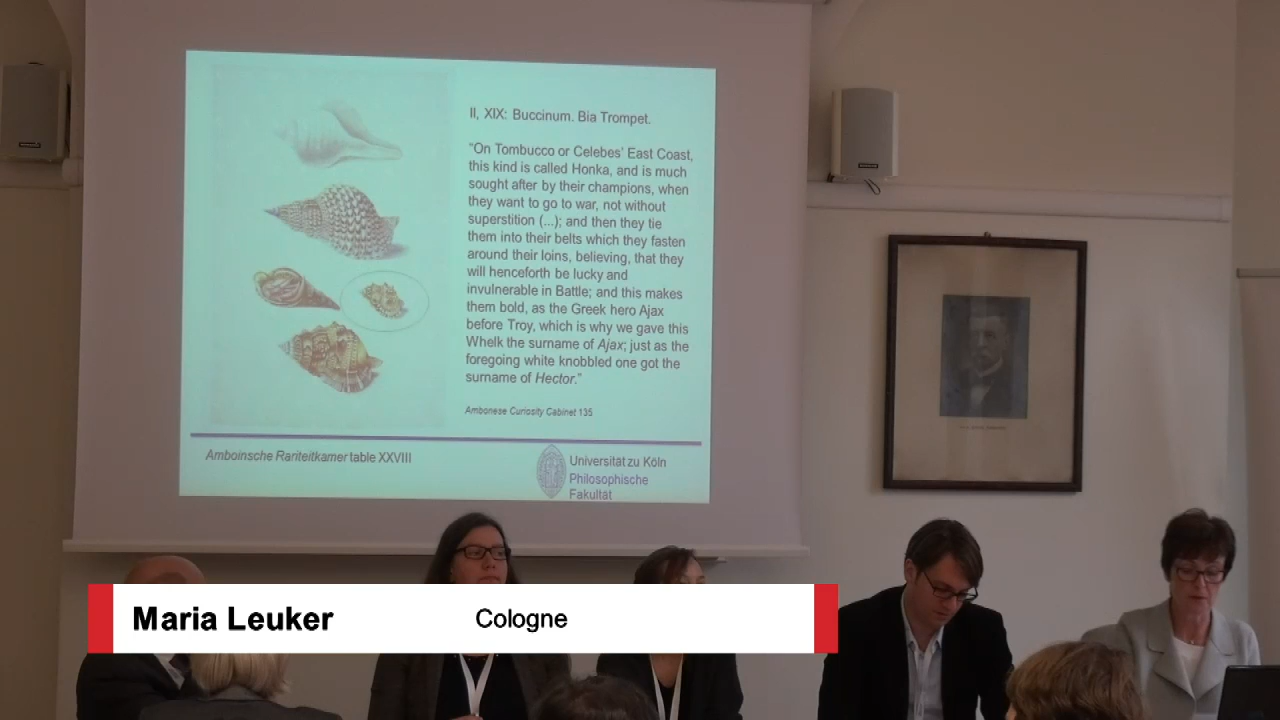 II, XIX: Buccinum. Bia Trompet.
“On Tombucco or Celebes’ East Coast,
this kind is called Honka, and is much
sought after by their champions, when
they want to go to war, not without
superstition (...); and then they tie
them into their belts which they fasten
around their loins, believing, that they
will henceforth be lucky and
invulnerable in Battle; and this makes
them bold, as the Greek hero Ajax
before Troy, which is why we gave this
Whelk the surname of Ajax; just as the
foregoing white knobbled one got the
surname of Hector.”
Ambonese Curiosity Cabinet 135
Amboinsche Rariteitkamer table XXVIII
Universität zu Köln
Philosophische
Fakultät
Maria Leuker Cologne